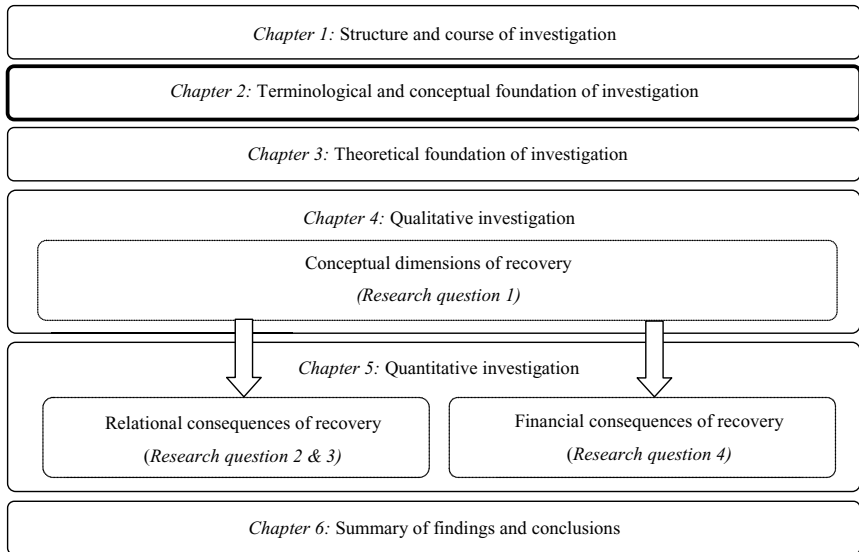 Chapter 1: Structure and course of investigation
Chapter 2: Terminological and conceptual foundation of investigation
Chapter 3: Theoretical foundation of investigation
Chapter 4: Qualitative investigation
Conceptual dimensions of recovery
(Research question 1)
Chapter 5: Quantitative investigation
Relational consequences of recovery
(Research question 2 & 3)
Financial consequences of recovery
(Research question 4)
Chapter 6: Summary of findings and conclusions